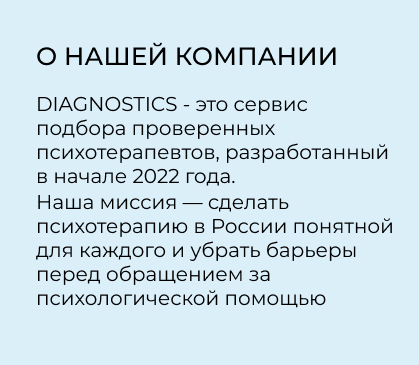 О НАШЕЙ КОМПАНИИ
DIAGNOSTICS - это сервис
подбора проверенных
психотерапевтов, разработанный
в начале 2022 года.
Наша миссия — сделать
психотерапию в России понятной
для каждого и убрать барьеры
перед обращением за
психологической помощью